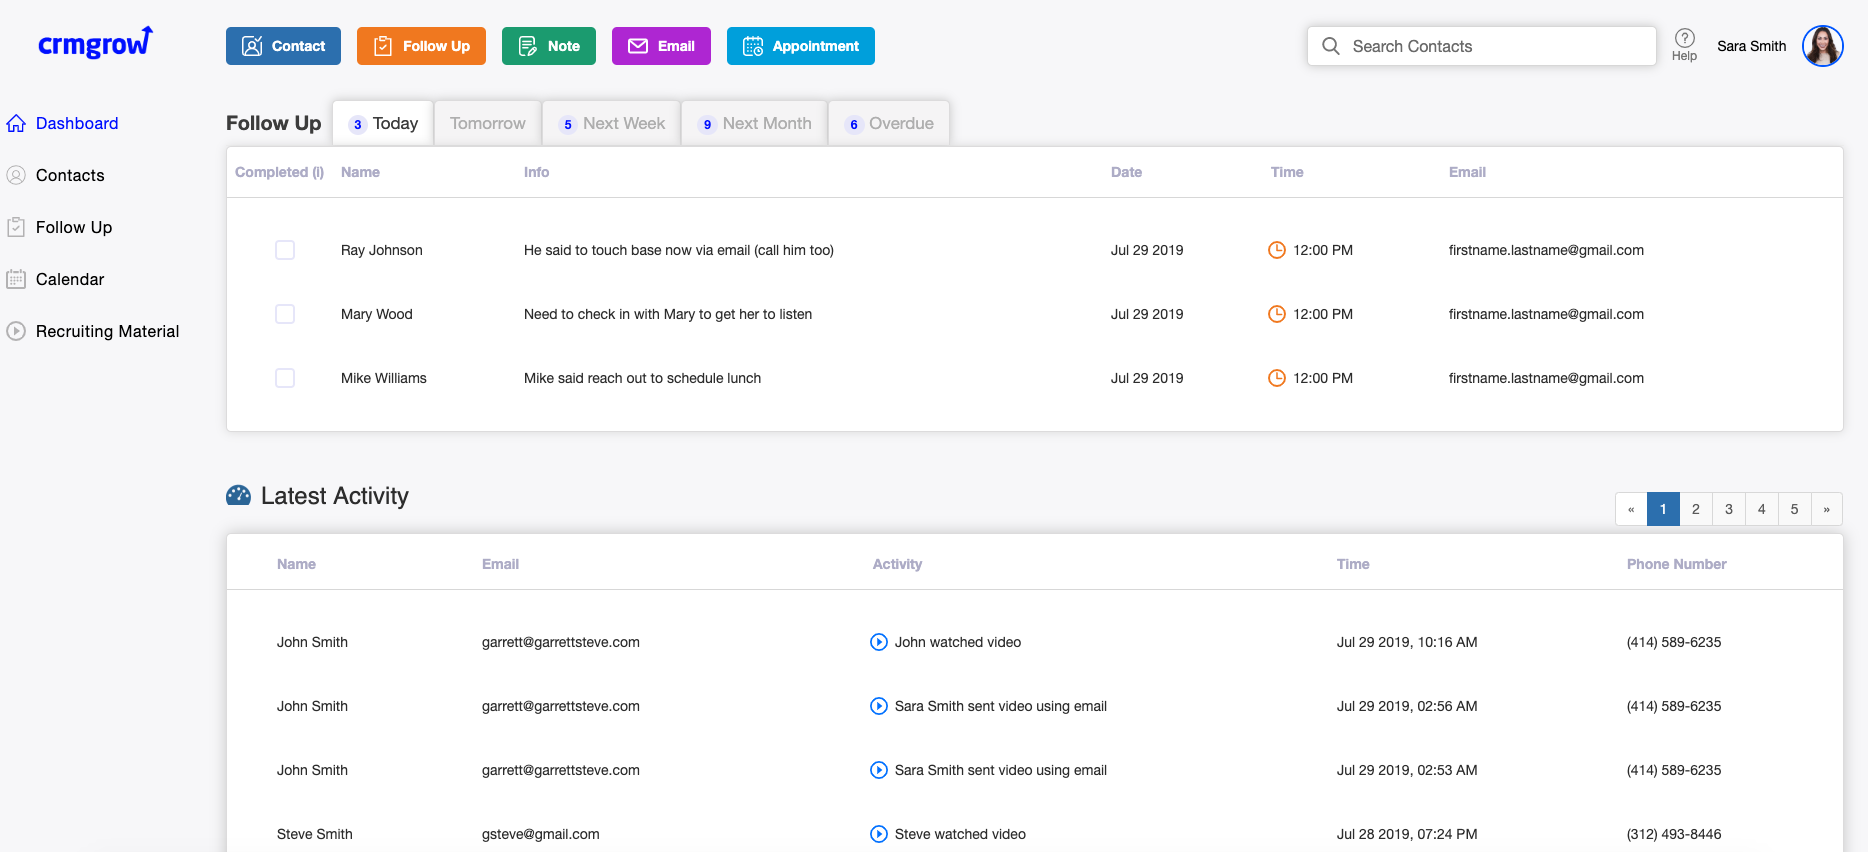 crmgrow
Contact Follow Up Note Email Appointment
Search Contacts
Help
Sara Smith
Dashboard
Contacts
Follow Up
Calendar
Recruiting Material
Follow Up 3 Today Tomorrow 5 Next Week 9 Next Month 6 Overdue
Completed (i) Name Info Date Time Email
Ray Johnson He said to touch base now via email (call him too) Jul 29 2019 12:00 PM firstname.lastname@gmail.com
Mary Wood Need to check in with Mary to get her to listen Jul 29 2019 12:00 PM firstname.lastname@gmail.com
Mike Williams Mike said reach out to schedule lunch Jul 29 2019 12:00 PM firstname.lastname@gmail.com
Latest Activity
« 1 2 3 4 5 »
Name Email Activity Time Phone Number
John Smith garrett@garrettsteve.com John watched video Jul 29 2019, 10:16 AM (414) 589-6235
John Smith garrett@garrettsteve.com Sara Smith sent video using email Jul 29 2019, 02:56 AM (414) 589-6235
John Smith garrett@garrettsteve.com Sara Smith sent video using email Jul 29 2019, 02:53 AM (414) 589-6235
Steve Smith gsteve@gmail.com Steve watched video Jul 28 2019, 07:24 PM (312) 493-8446